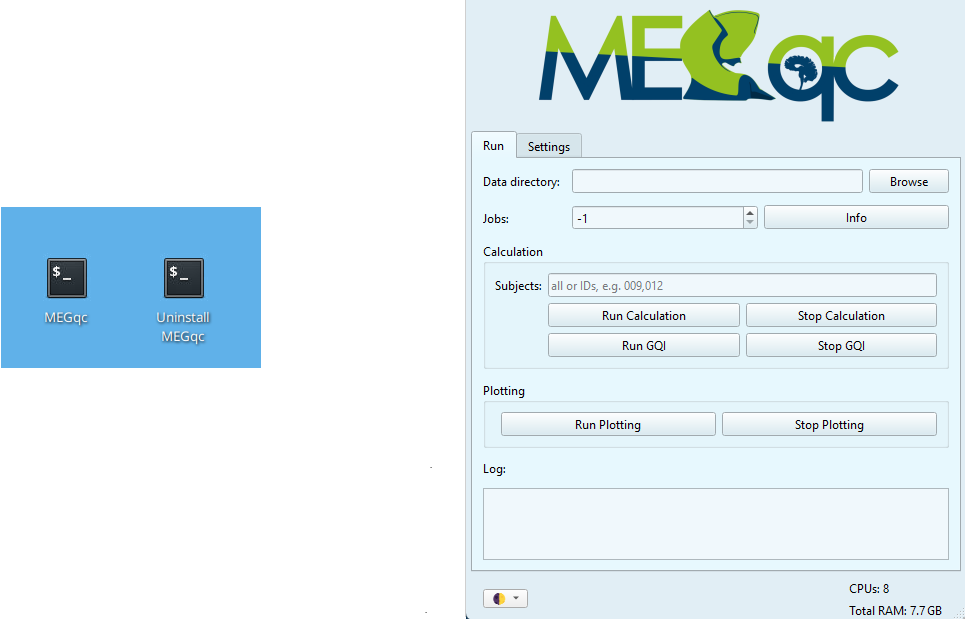 $_
MEGqc
$_
Uninstall
MEGqc
MEGqc
Run
Settings
Data directory:
Browse
Jobs:
-1
Info
Calculation
Subjects:
all or IDs, e.g. 009,012
Run Calculation
Stop Calculation
Run GQI
Stop GQI
Plotting
Run Plotting
Stop Plotting
Log:
CPUs: 8
Total RAM: 7.7 GB